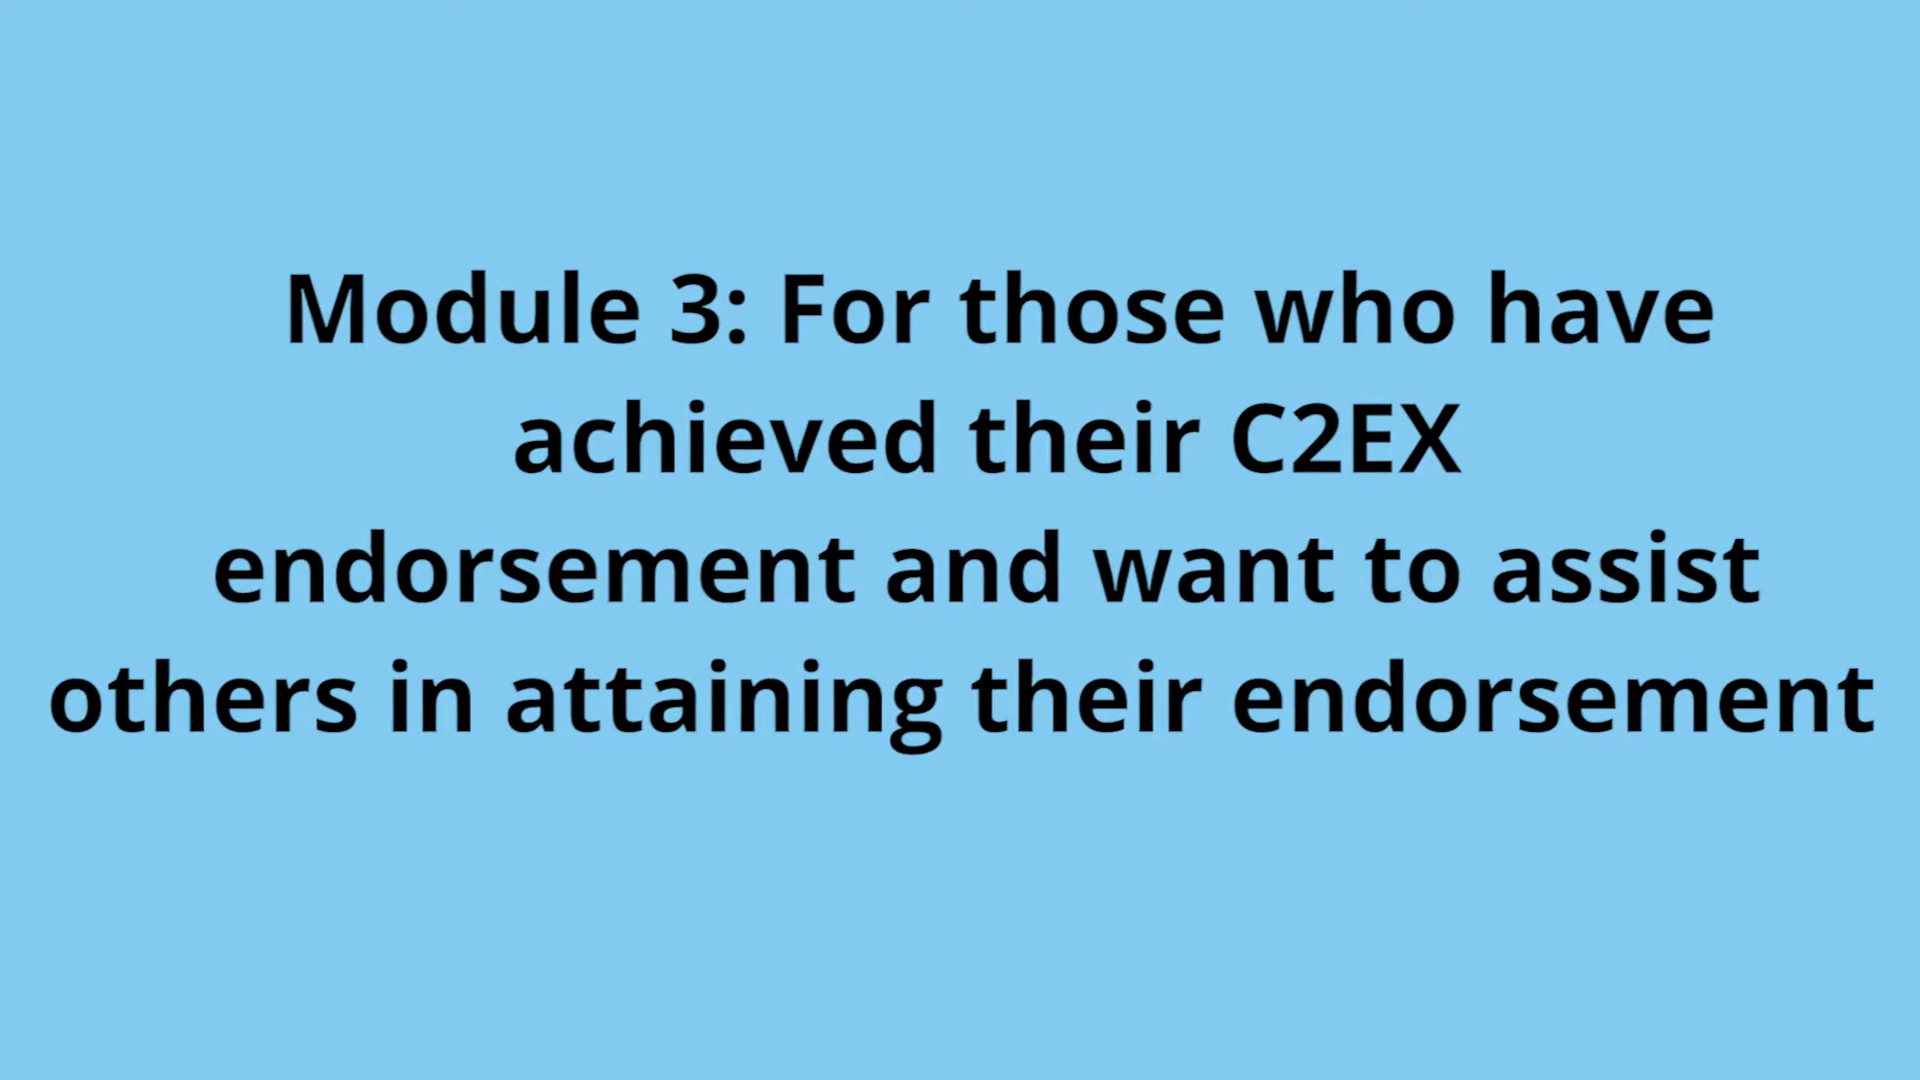 Module 3: For those who have
achieved their C2EX
endorsement and want to assist
others in attaining their endorsement